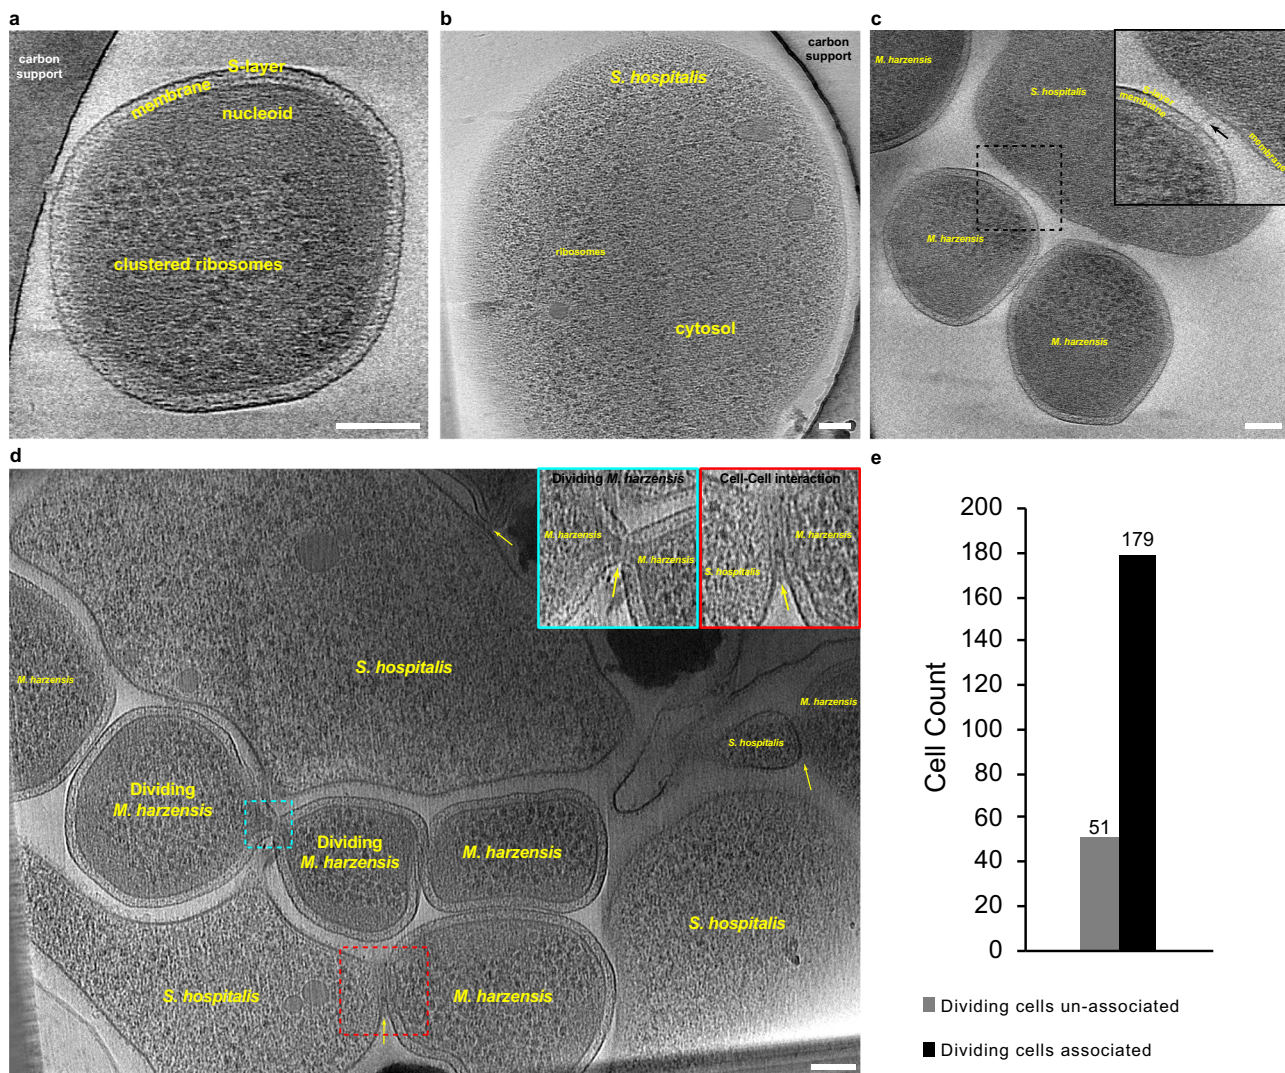 a
carbon
support
S-layer
membrane
nucleoid
clustered ribosomes
b
carbon
support
S. hospitalis
ribosomes
cytosol
c
M. harzensis
S. hospitalis
S-layer
membrane
membrane
M. harzensis
M. harzensis
d
Dividing M. harzensis
M. harzensis
M. harzensis
Cell-Cell interaction
M. harzensis
S. hospitalis
S. hospitalis
M. harzensis
M. harzensis
S. hospitalis
Dividing
M. harzensis
Dividing
M. harzensis
M. harzensis
S. hospitalis
S. hospitalis
M. harzensis
e
200
180
160
140
120
100
80
60
40
20
0
Cell Count
179
51
Dividing cells un-associated
Dividing cells associated